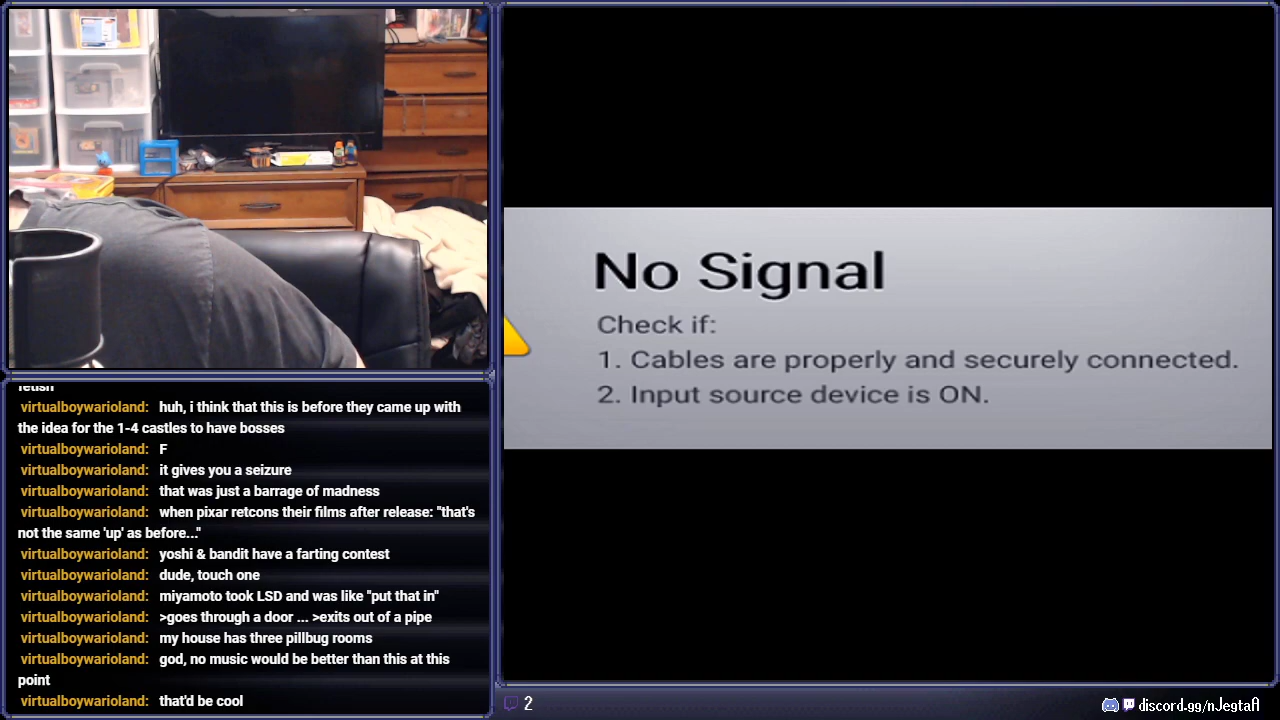 No Signal
Check if:
1. Cables are properly and securely connected.
2. Input source device is ON.
fetish
virtualboywarioland: huh, i think that this is before they came up with
the idea for the 1-4 castles to have bosses
virtualboywarioland: F
virtualboywarioland: it gives you a seizure
virtualboywarioland: that was just a barrage of madness
virtualboywarioland: when pixar retcons their films after release: "that's
not the same 'up' as before..."
virtualboywarioland: yoshi & bandit have a farting contest
virtualboywarioland: dude, touch one
virtualboywarioland: miyamoto took LSD and was like "put that in"
virtualboywarioland: >goes through a door ... >exits out of a pipe
virtualboywarioland: my house has three pillbug rooms
virtualboywarioland: god, no music would be better than this at this
point
virtualboywarioland: that'd be cool
2
discord.gg/nJegtaA